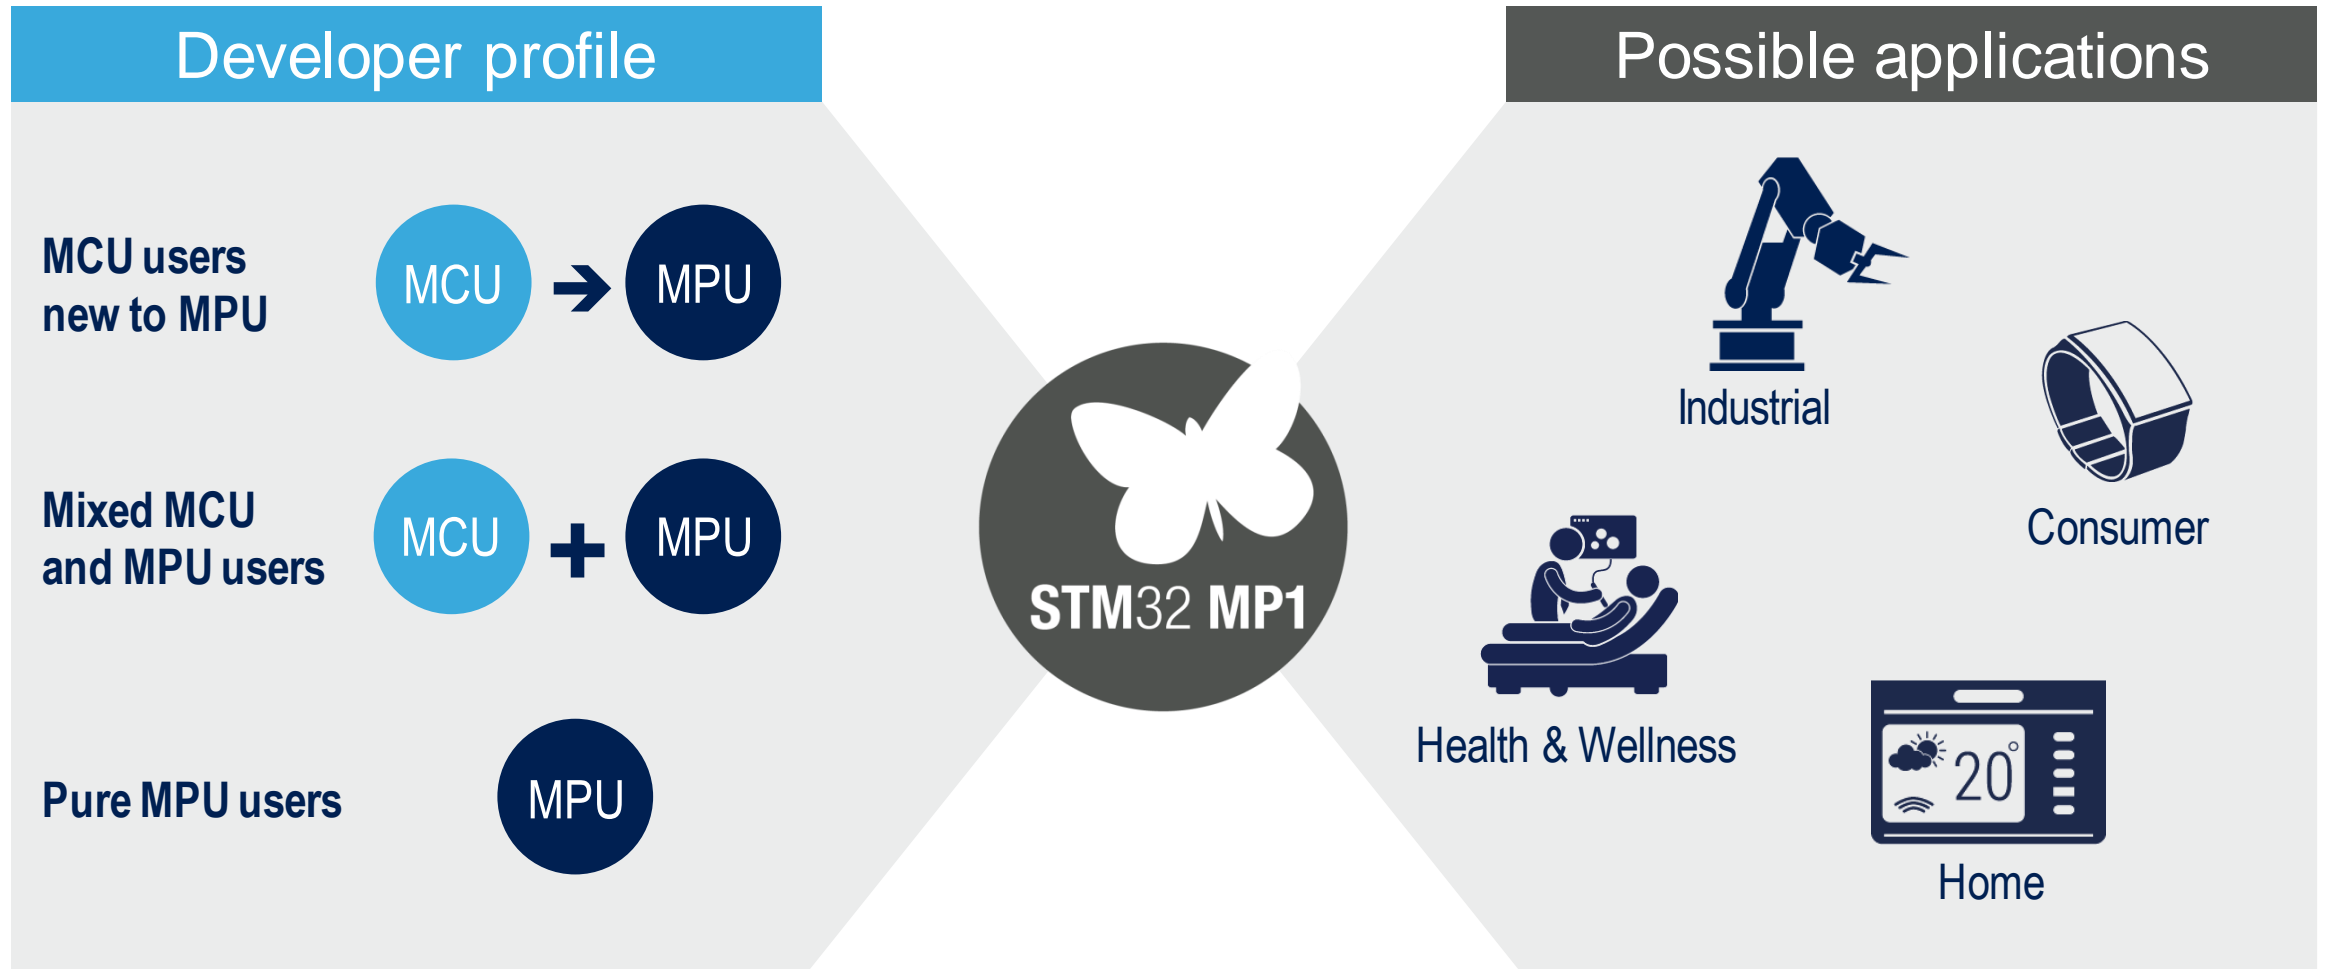 Developer profile
MCU users
new to MPU
MCU
MPU
Mixed MCU
and MPU users
MCU
MPU
Pure MPU users
MPU
STM32 MP1
Possible applications
Industrial
Consumer
Health & Wellness
20°
Home